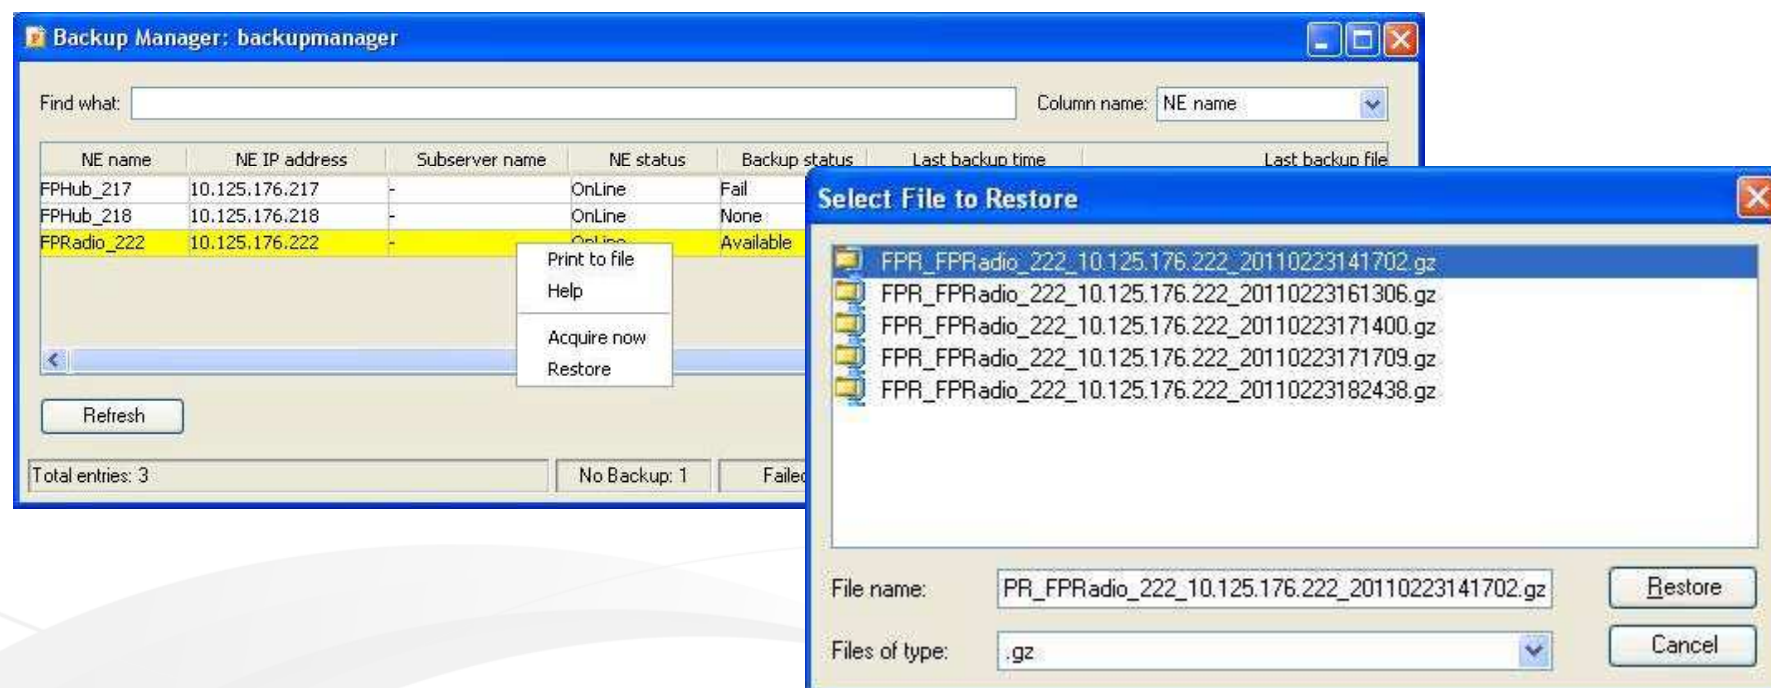 Backup Manager: backupmanager
Find what:
Column name: NE name
NE name NE IP address Subserver name NE status Backup status Last backup time Last backup file
FPHub_217 10.125.176.217 - OnLine Fail
FPHub_218 10.125.176.218 - OnLine None
FPRadio_222 10.125.176.222 - OnLine Available
Print to file
Help
Acquire now
Restore
Refresh
Total entries: 3 No Backup: 1 Failed
Select File to Restore
FPR_FPRadio_222_10.125.176.222_20110223141702.gz
FPR_FPRadio_222_10.125.176.222_20110223161306.gz
FPR_FPRadio_222_10.125.176.222_20110223171400.gz
FPR_FPRadio_222_10.125.176.222_20110223171709.gz
FPR_FPRadio_222_10.125.176.222_20110223182438.gz
File name: PR_FPRadio_222_10.125.176.222_20110223141702.gz Restore
Files of type: .gz Cancel